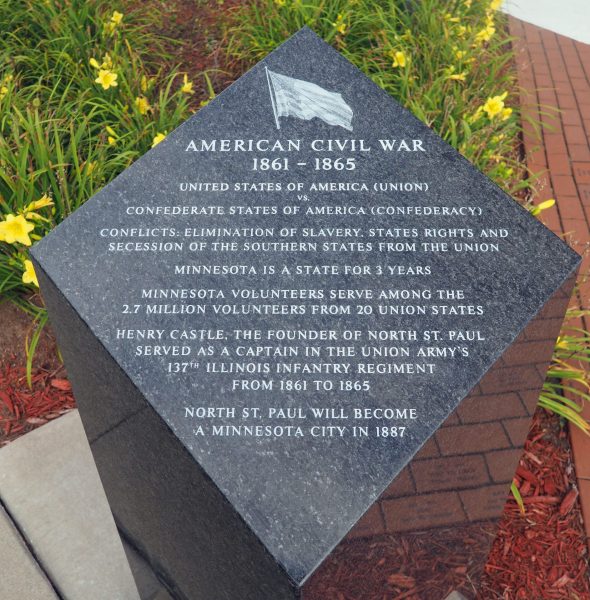 AMERICAN CIVIL WAR
1861 – 1865
UNITED STATES OF AMERICA (UNION)
VS.
CONFEDERATE STATES OF AMERICA (CONFEDERACY)
CONFLICTS: ELIMINATION OF SLAVERY, STATES RIGHTS AND
SECESSION OF THE SOUTHERN STATES FROM THE UNION
MINNESOTA IS A STATE FOR 3 YEARS
MINNESOTA VOLUNTEERS SERVE AMONG THE
2.7 MILLION VOLUNTEERS FROM 20 UNION STATES
HENRY CASTLE, THE FOUNDER OF NORTH ST. PAUL
SERVED AS A CAPTAIN IN THE UNION ARMY'S
137TH ILLINOIS INFANTRY REGIMENT
FROM 1861 TO 1865
NORTH ST. PAUL WILL BECOME
A MINNESOTA CITY IN 1887